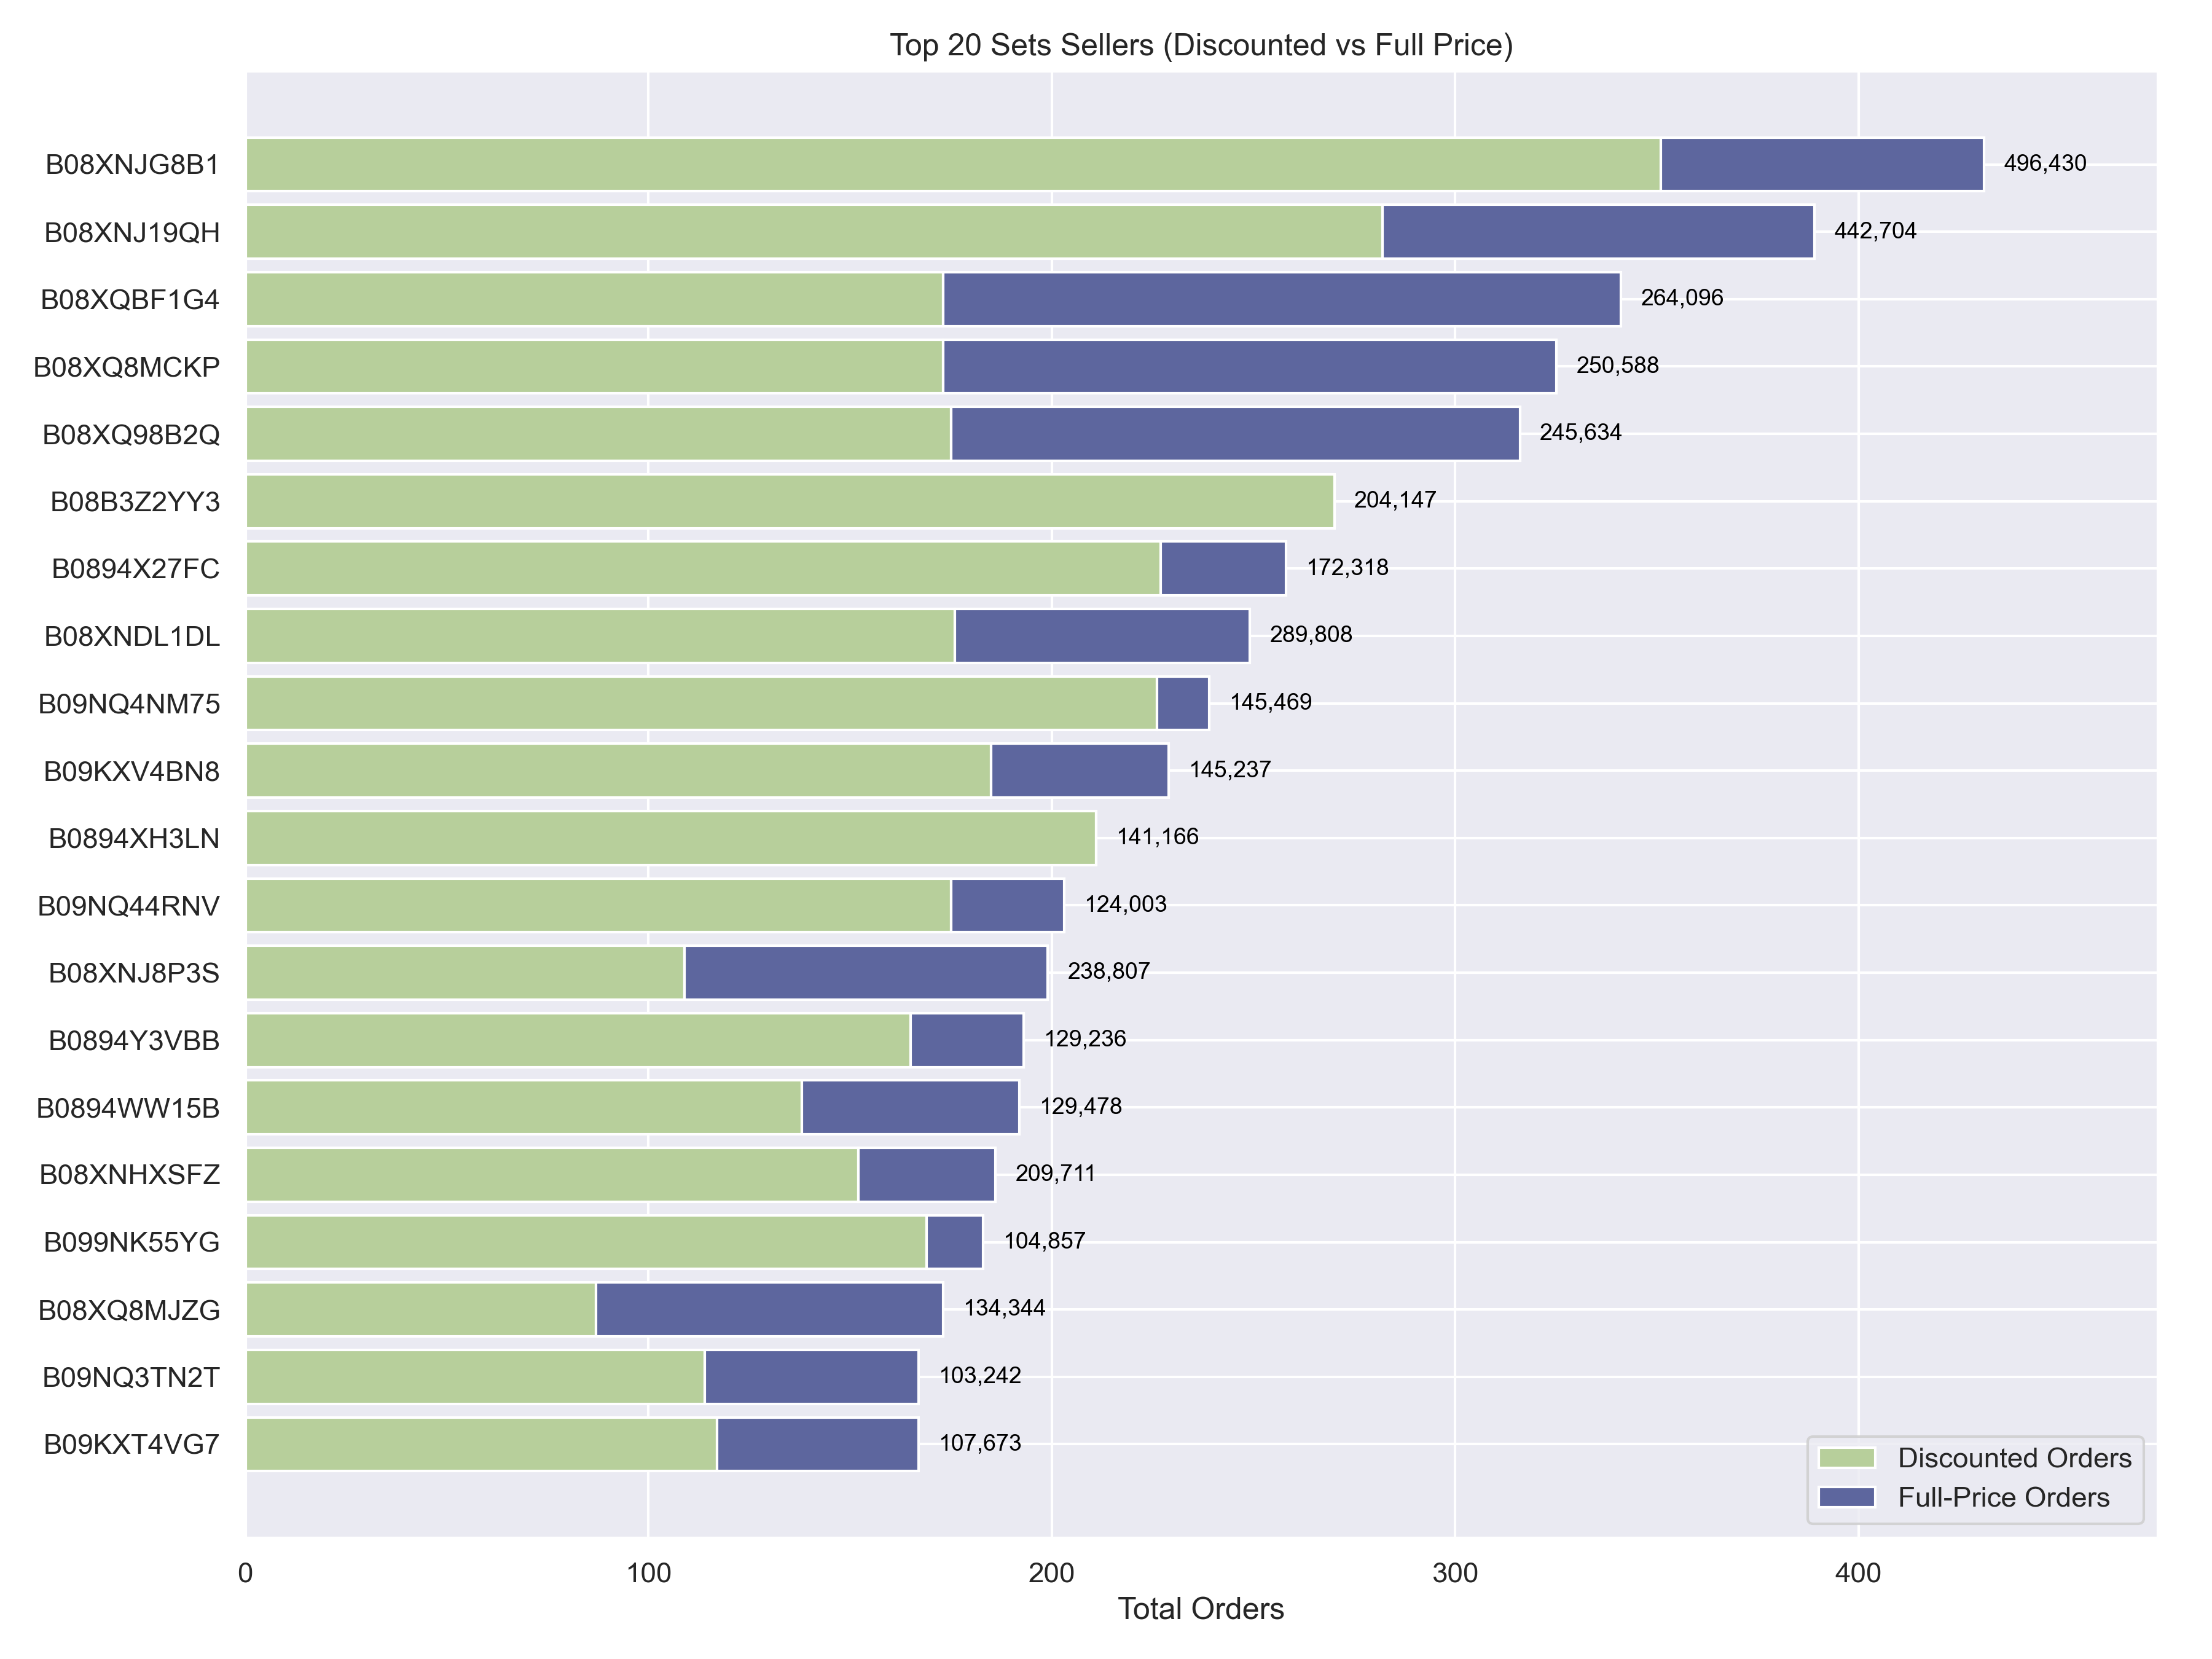 Top 20 Sets Sellers (Discounted vs Full Price)
B08XNJG8B1 496,430
B08XNJ19QH 442,704
B08XQBF1G4 264,096
B08XQ8MCKP 250,588
B08XQ98B2Q 245,634
B08B3Z2YY3 204,147
B0894X27FC 172,318
B08XNDL1DL 289,808
B09NQ4NM75 145,469
B09KXV4BN8 145,237
B0894XH3LN 141,166
B09NQ44RNV 124,003
B08XNJ8P3S 238,807
B0894Y3VBB 129,236
B0894WW15B 129,478
B08XNHXSFZ 209,711
B099NK55YG 104,857
B08XQ8MJZG 134,344
B09NQ3TN2T 103,242
B09KXT4VG7 107,673
Discounted Orders
Full-Price Orders
0 100 200 300 400
Total Orders